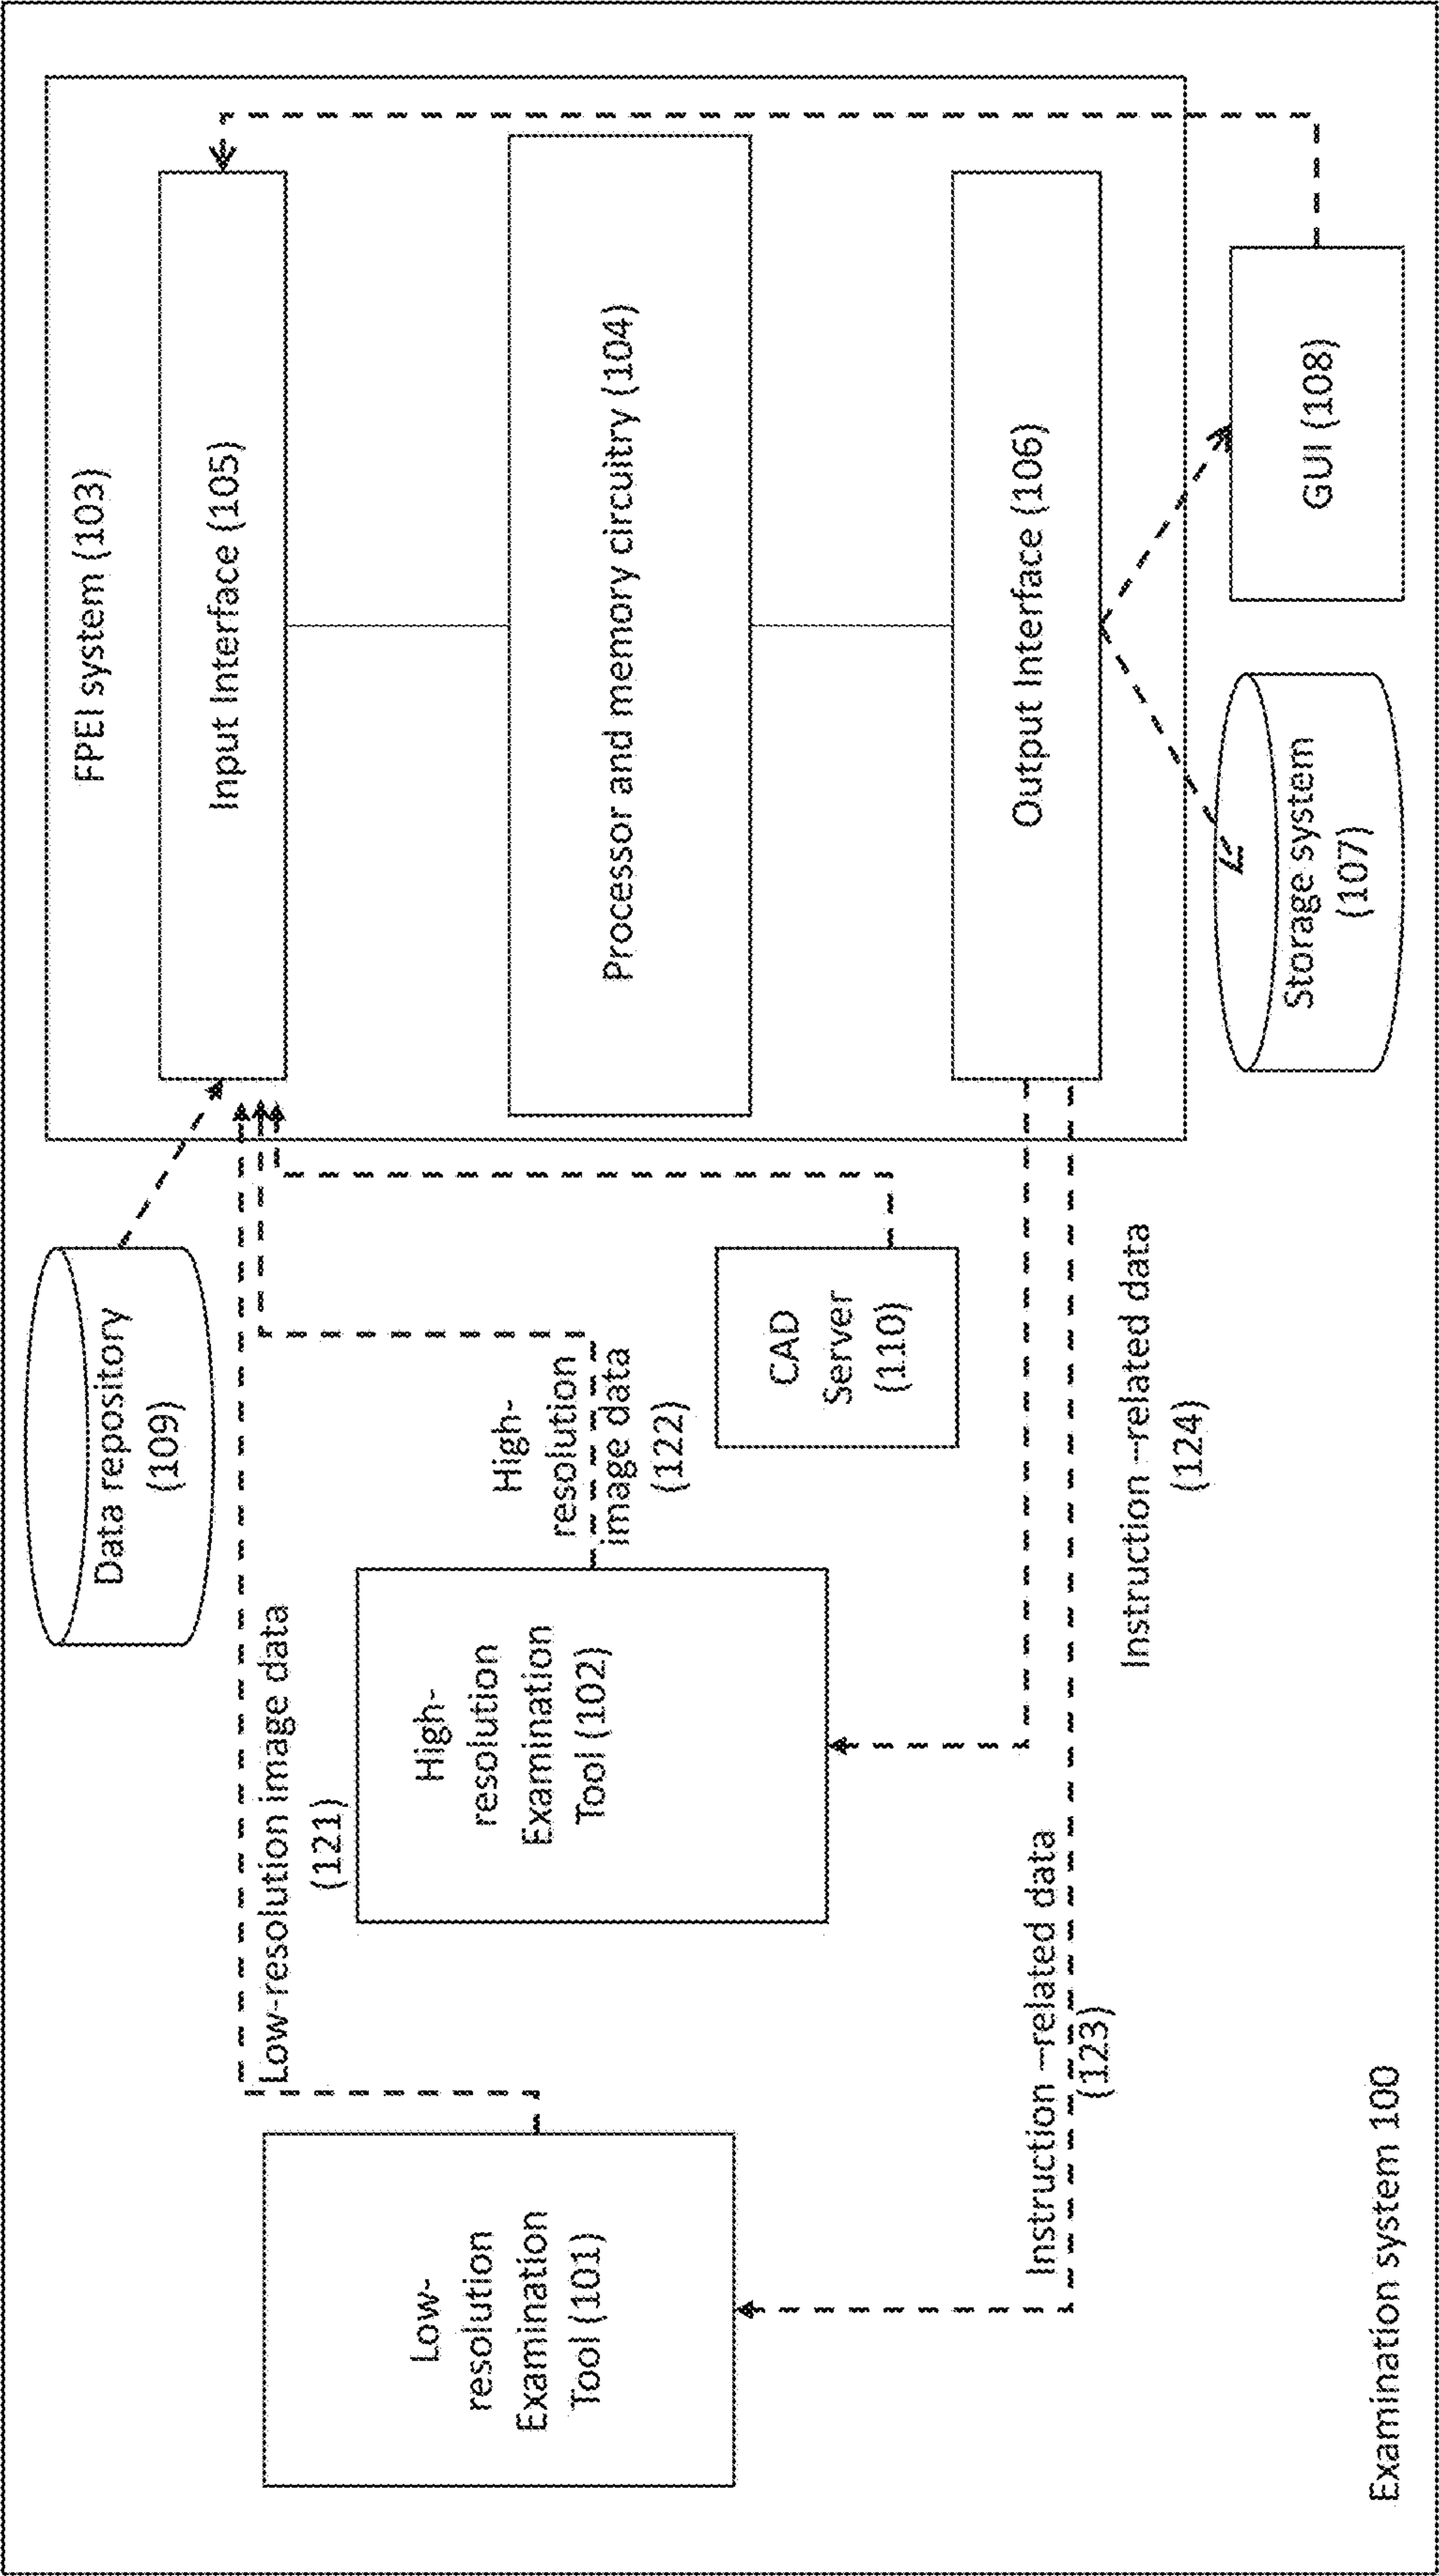 FPEI system (103)
Input Interface (105)
Processor and memory circuitry (104)
Output Interface (106)
GUI (108)
Storage system
(107)
Data repository
(109)
CAD
Server
(110)
High-
resolution
image data
(122)
Low-resolution image data
(121)
High-
resolution
Examination
Tool (102)
Low-
resolution
Examination
Tool (101)
Instruction –related data
(124)
Instruction –related data
(123)
Examination system 100